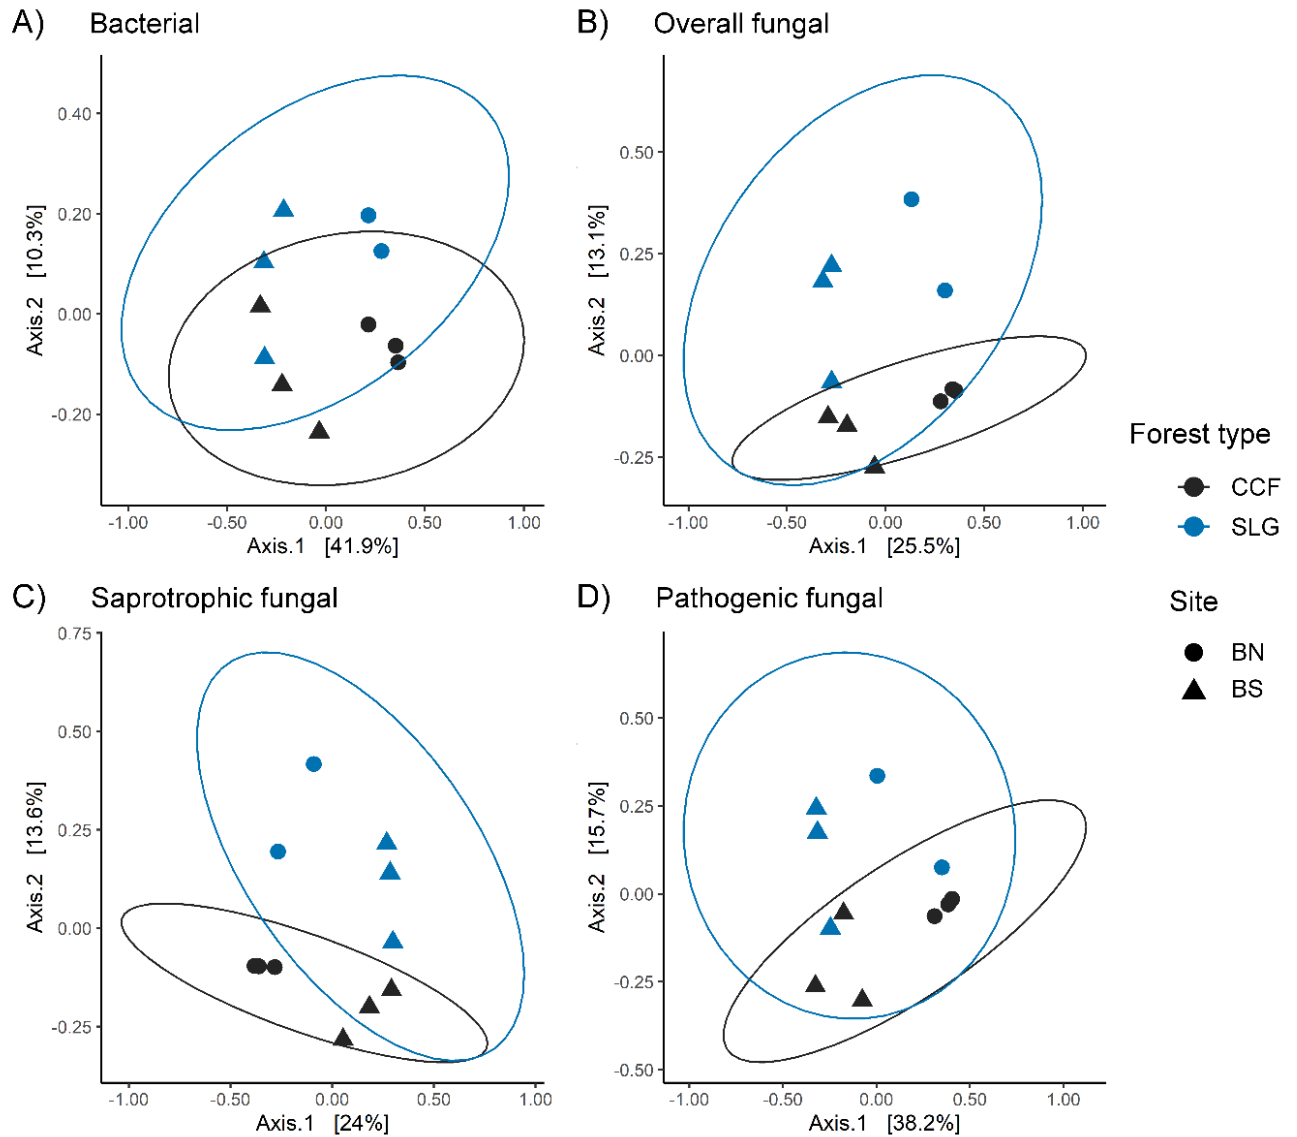 A) Bacterial
0.40
0.20
0.00
-0.20
Axis.2 [10.3%]
-1.00 -0.50 0.00 0.50 1.00
Axis.1 [41.9%]
B) Overall fungal
0.50
0.25
0.00
-0.25
Axis.2 [13.1%]
-1.00 -0.50 0.00 0.50 1.00
Axis.1 [25.5%]
Forest type
CCF
SLG
Site
BN
BS
C) Saprotrophic fungal
0.75
0.50
0.25
0.00
-0.25
Axis.2 [13.6%]
-1.00 -0.50 0.00 0.50 1.00
Axis.1 [24%]
D) Pathogenic fungal
0.50
0.25
0.00
-0.25
-0.50
Axis.2 [15.7%]
-1.00 -0.50 0.00 0.50 1.00
Axis.1 [38.2%]